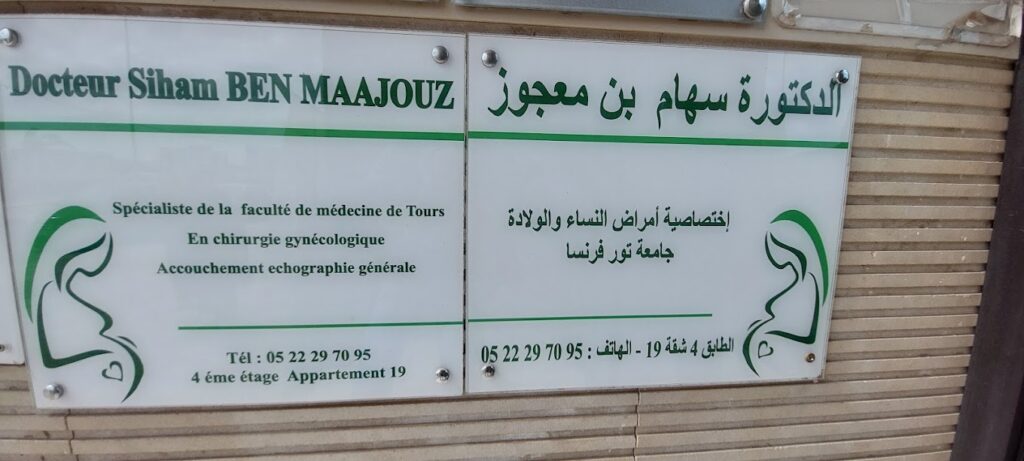 Docteur Siham BEN MAAJOUZ
Spécialiste de la faculté de médecine de Tours
En chirurgie gynécologique
Accouchement echographie générale
Tél : 05 22 29 70 95
4 éme étage Appartement 19
الدكتورة سهام بن معجوز
إختصاصية أمراض النساء والولادة
جامعة تور فرنسا
الطابق 4 شقة 19 - الهاتف : 05 22 29 70 95